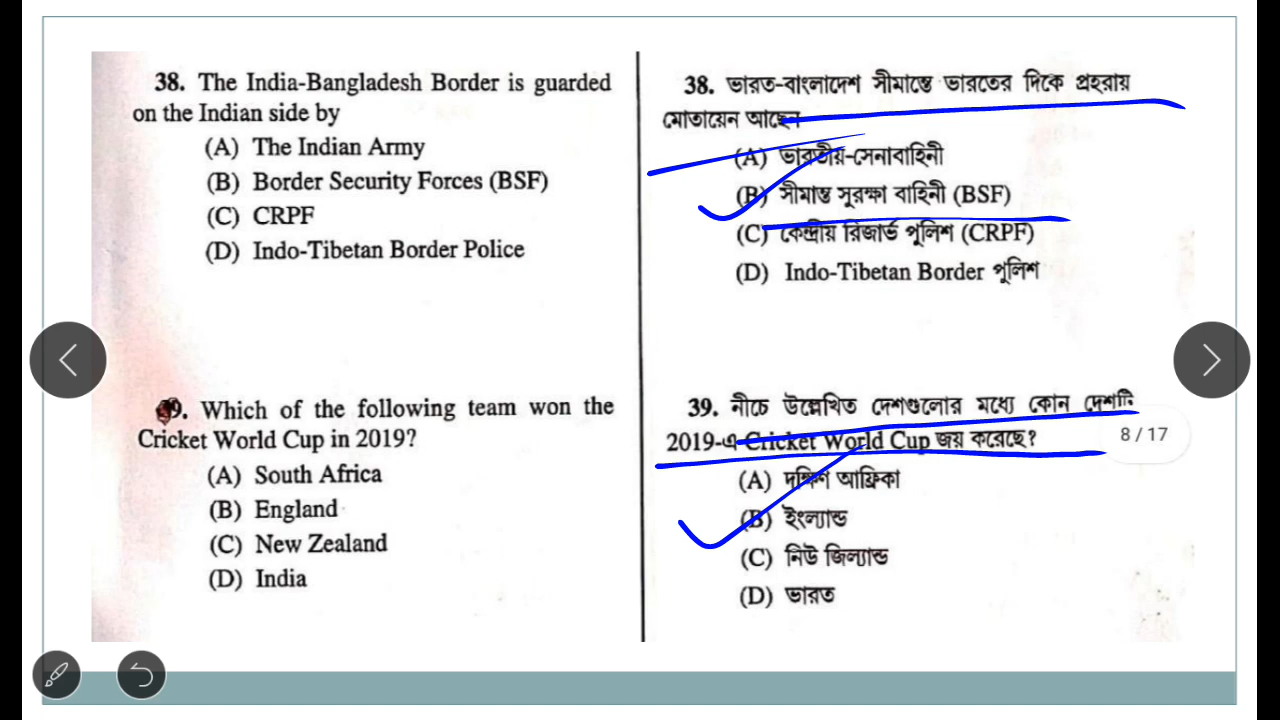 38. The India-Bangladesh Border is guarded
on the Indian side by
(A) The Indian Army
(B) Border Security Forces (BSF)
(C) CRPF
(D) Indo-Tibetan Border Police
39. Which of the following team won the
Cricket World Cup in 2019?
(A) South Africa
(B) England
(C) New Zealand
(D) India
38. ভারত-বাংলাদেশ সীমান্তে ভারতের দিকে প্রহরায়
মোতায়েন আছেন
(A) ভারতীয়-সেনাবাহিনী
(B) সীমান্ত সুরক্ষা বাহিনী (BSF)
(C) কেন্দ্রীয় রিজার্ভ পুলিশ (CRPF)
(D) Indo-Tibetan Border পুলিশ
39. নীচে উল্লেখিত দেশগুলোর মধ্যে কোন দেশটি
2019-এ Cricket World Cup জয় করেছে?
(A) দক্ষিণ আফ্রিকা
(B) ইংল্যান্ড
(C) নিউ জিল্যান্ড
(D) ভারত
8 / 17